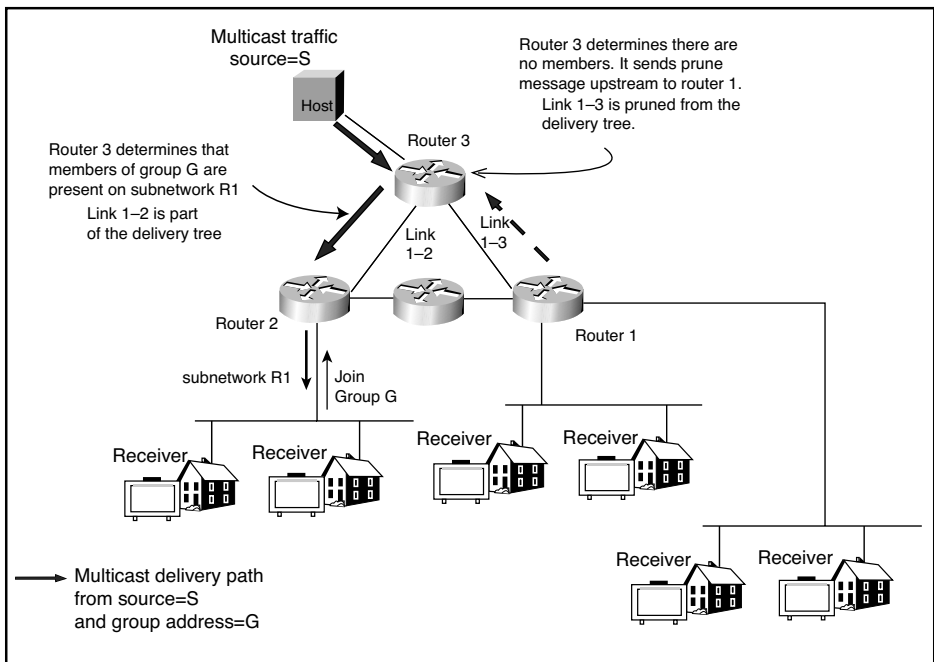 Multicast traffic
source=S
Host
Router 3 determines there are
no members. It sends prune
message upstream to router 1.
Link 1–3 is pruned from the
delivery tree.
Router 3
Router 3 determines that
members of group G are
present on subnetwork R1
Link 1–2 is part
of the delivery tree
Link
1–2
Link
1–3
Router 2
Router 1
subnetwork R1
Join
Group G
Receiver
Receiver
Receiver
Receiver
Receiver
Receiver
Multicast delivery path
from source=S
and group address=G